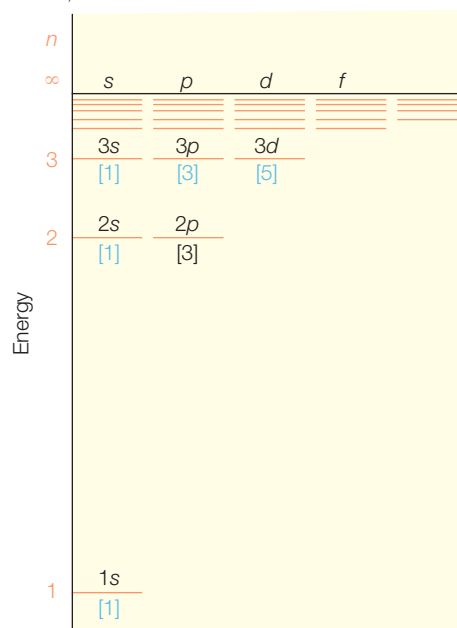 n
∞ s p d f
3s 3p 3d
3
[1] [3] [5]
2s 2p
2
[1] [3]
Energy
1s
1
[1]